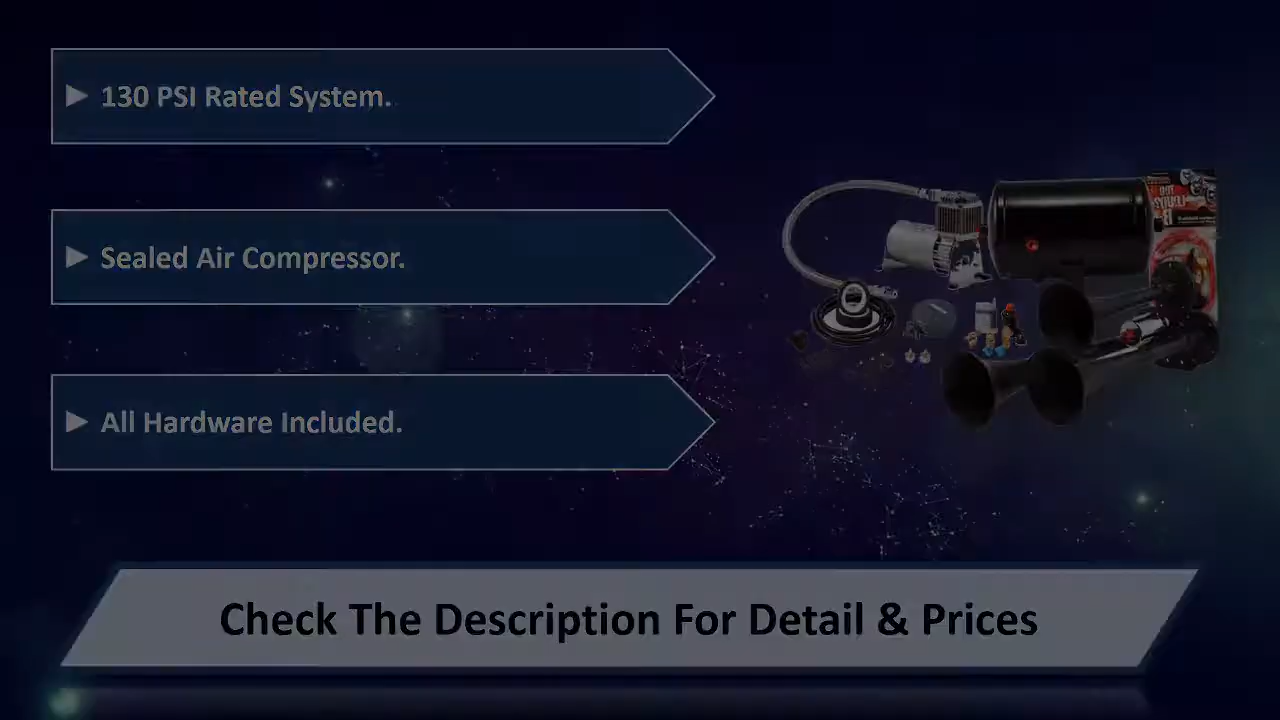 ► 130 PSI Rated System.
► Sealed Air Compressor.
► All Hardware Included.
Check The Description For Detail & Prices